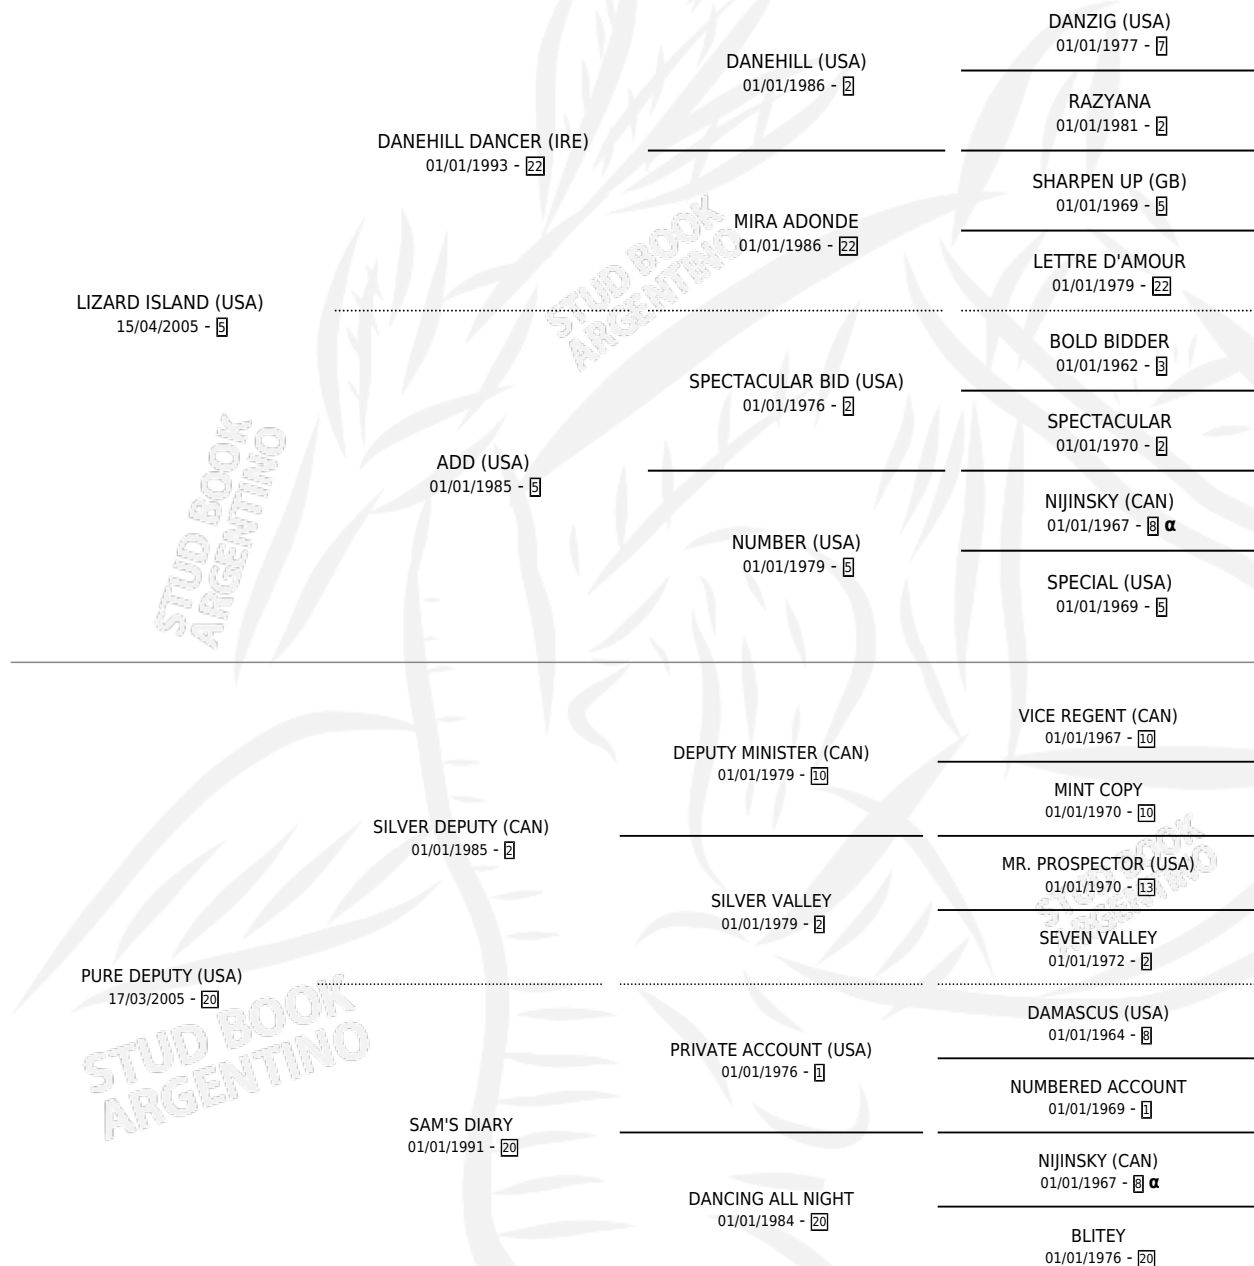 DANZIG (USA)
01/01/1977 - 7
DANEHILL (USA)
01/01/1986 - 2
RAZYANA
01/01/1981 - 2
DANEHILL DANCER (IRE)
01/01/1993 - 22
SHARPEN UP (GB)
01/01/1969 - 5
MIRA ADONDE
01/01/1986 - 22
LETTRE D'AMOUR
01/01/1979 - 22
LIZARD ISLAND (USA)
15/04/2005 - 5
BOLD BIDDER
01/01/1962 - 3
SPECTACULAR BID (USA)
01/01/1976 - 2
SPECTACULAR
01/01/1970 - 2
ADD (USA)
01/01/1985 - 5
NIJINSKY (CAN)
01/01/1967 - 8 α
NUMBER (USA)
01/01/1979 - 5
SPECIAL (USA)
01/01/1969 - 5
VICE REGENT (CAN)
01/01/1967 - 10
DEPUTY MINISTER (CAN)
01/01/1979 - 10
MINT COPY
01/01/1970 - 10
SILVER DEPUTY (CAN)
01/01/1985 - 2
MR. PROSPECTOR (USA)
01/01/1970 - 13
SILVER VALLEY
01/01/1979 - 2
SEVEN VALLEY
01/01/1972 - 2
PURE DEPUTY (USA)
17/03/2005 - 20
DAMASCUS (USA)
01/01/1964 - 8
PRIVATE ACCOUNT (USA)
01/01/1976 - 1
NUMBERED ACCOUNT
01/01/1969 - 1
SAM'S DIARY
01/01/1991 - 20
NIJINSKY (CAN)
01/01/1967 - 8 α
DANCING ALL NIGHT
01/01/1984 - 20
BLITEY
01/01/1976 - 20
STUD BOOK
ARGENTINO
STUD BOOK
ARGENTINO
STUD BOOK
ARGENTINO
STUD BOOK
ARGENTINO